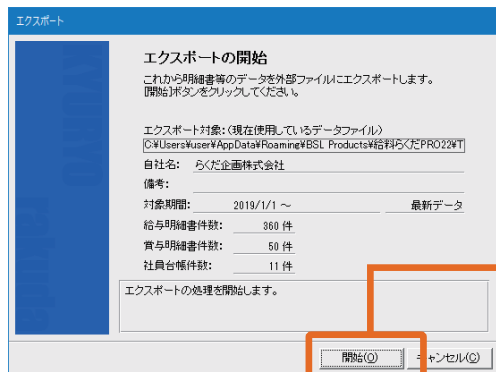 エクスポート
エクスポートの開始
これから明細書等のデータを外部ファイルにエクスポートします。
[開始]ボタンをクリックしてください。
エクスポート対象:(現在使用しているデータファイル)
C:¥Users¥user¥AppData¥Roaming¥BSL Products¥給料らくだPRO22¥T
自社名: らくだ企画株式会社
備考:
対象期間: 2019/1/1 ～ 最新データ
給与明細書件数: 360 件
賞与明細書件数: 50 件
社員台帳件数: 11 件
エクスポートの処理を開始します。
開始(O) キャンセル(C)
KYURYO
rakuda